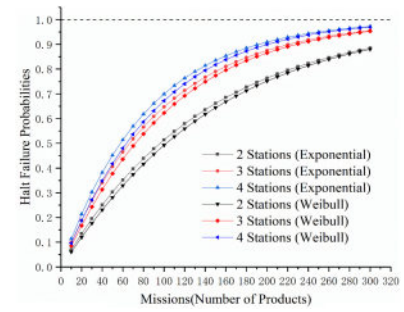 1.0
0.9
0.8
0.7
0.6
0.5
0.4
0.3
0.2
0.1
0.0
Halt Failure Probabilities
2 Stations (Exponential)
3 Stations (Exponential)
4 Stations (Exponential)
2 Stations (Weibull)
3 Stations (Weibull)
4 Stations (Weibull)
0 20 40 60 80 100 120 140 160 180 200 220 240 260 280 300 320
Missions(Number of Products)